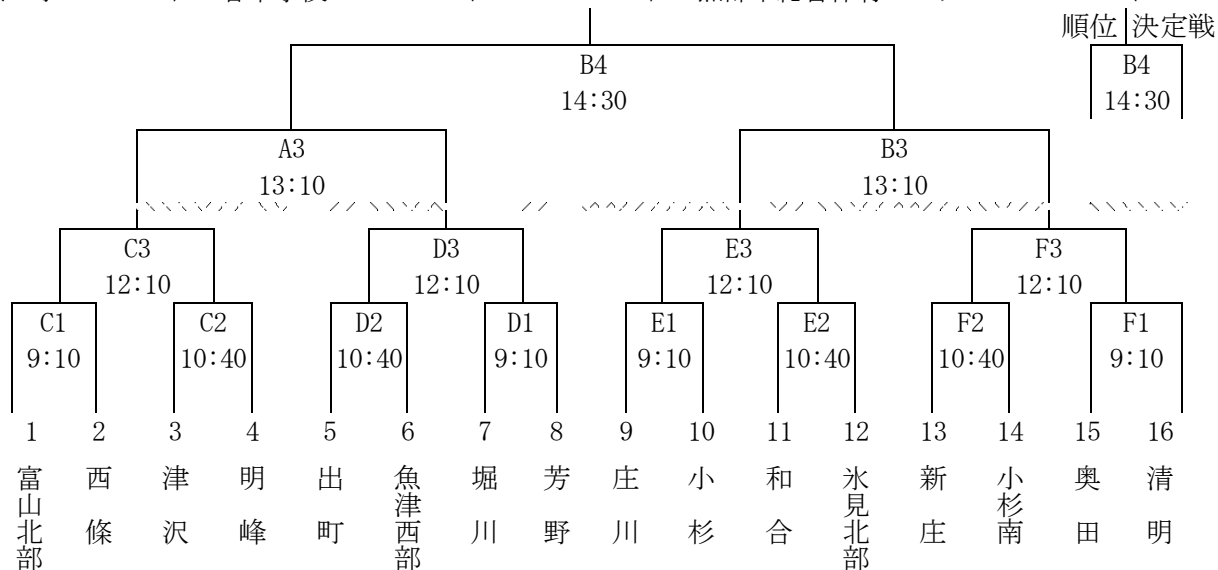 順位 決定戦
B4 B4
14:30 14:30
A3 B3
13:10 13:10
C3 D3 E3 F3
12:10 12:10 12:10 12:10
C1 C2 D2 D1 E1 E2 F2 F1
9:10 10:40 10:40 9:10 9:10 10:40 10:40 9:10
1 2 3 4 5 6 7 8 9 10 11 12 13 14 15 16
富山北部 西條 津沢 明峰 出町 魚津西部 堀川 芳野 庄川 小杉 和合 氷見北部 新庄 小杉南 奥田 清明